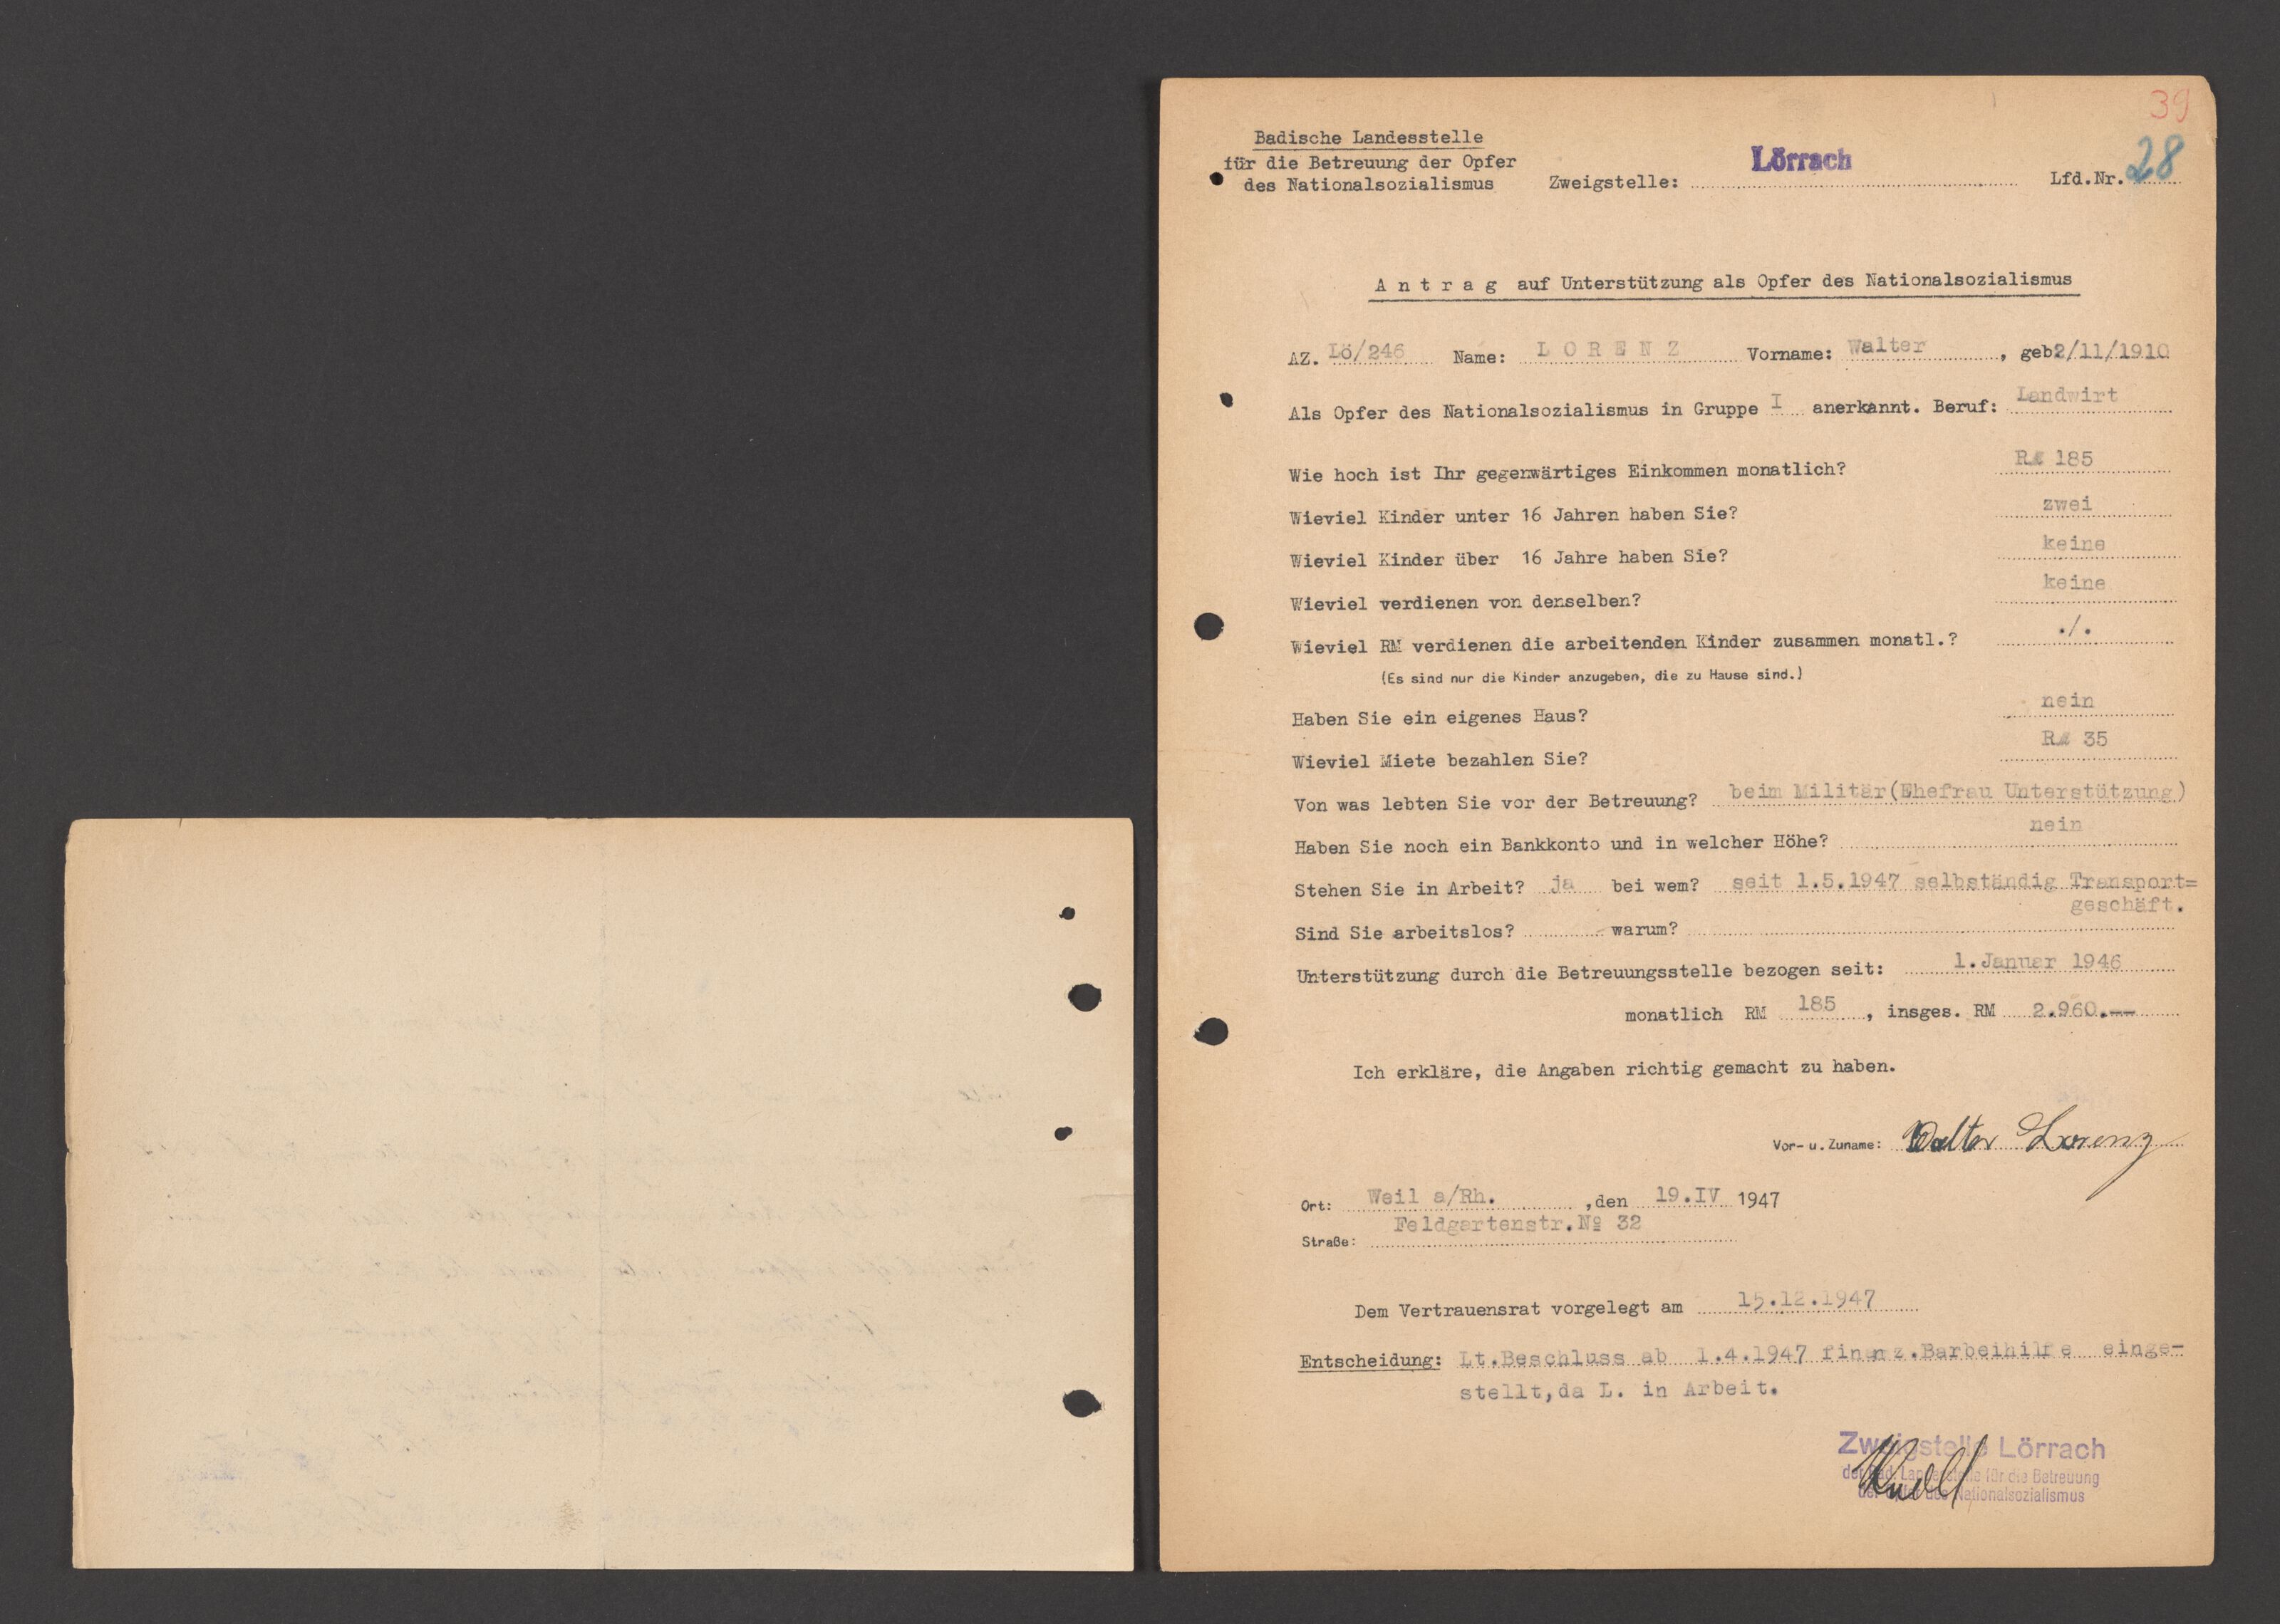 39
Badische Landesstelle
für die Betreuung der Opfer
des Nationalsozialismus Zweigstelle: Lörrach Lfd.Nr. 28
A n t r a g auf Unterstützung als Opfer des Nationalsozialismus
AZ. Lö/246 Name: L O R E N Z Vorname: Walter , geb2/11/1910
Als Opfer des Nationalsozialismus in Gruppe I anerkannt. Beruf: Landwirt
Wie hoch ist Ihr gegenwärtiges Einkommen monatlich? RM 185
Wieviel Kinder unter 16 Jahren haben Sie? zwei
Wieviel Kinder über 16 Jahre haben Sie? keine
Wieviel verdienen von denselben? keine
Wieviel RM verdienen die arbeitenden Kinder zusammen monatl.? ./.
(Es sind nur die Kinder anzugeben, die zu Hause sind.)
Haben Sie ein eigenes Haus? nein
Wieviel Miete bezahlen Sie? RM 35
Von was lebten Sie vor der Betreuung? beim Militär(Ehefrau Unterstützung)
Haben Sie noch ein Bankkonto und in welcher Höhe? nein
Stehen Sie in Arbeit? ja bei wem? seit 1.5.1947 selbständig Transport=
geschäft.
Sind Sie arbeitslos? warum?
Unterstützung durch die Betreuungsstelle bezogen seit: 1.Januar 1946
monatlich RM 185 , insges. RM 2.960.--
Ich erkläre, die Angaben richtig gemacht zu haben.
Vor- u. Zuname: Walter Lorenz
Ort: Weil a/Rh. ,den 19.IV 1947
Straße: Feldgartenstr.№ 32
Dem Vertrauensrat vorgelegt am 15.12.1947
Entscheidung: Lt.Beschluss ab 1.4.1947 finanz.Barbeihilfe einge-
stellt,da L. in Arbeit.
Zweigstelle Lörrach
der Bad. Landesstelle für die Betreuung
der Opfer des Nationalsozialismus